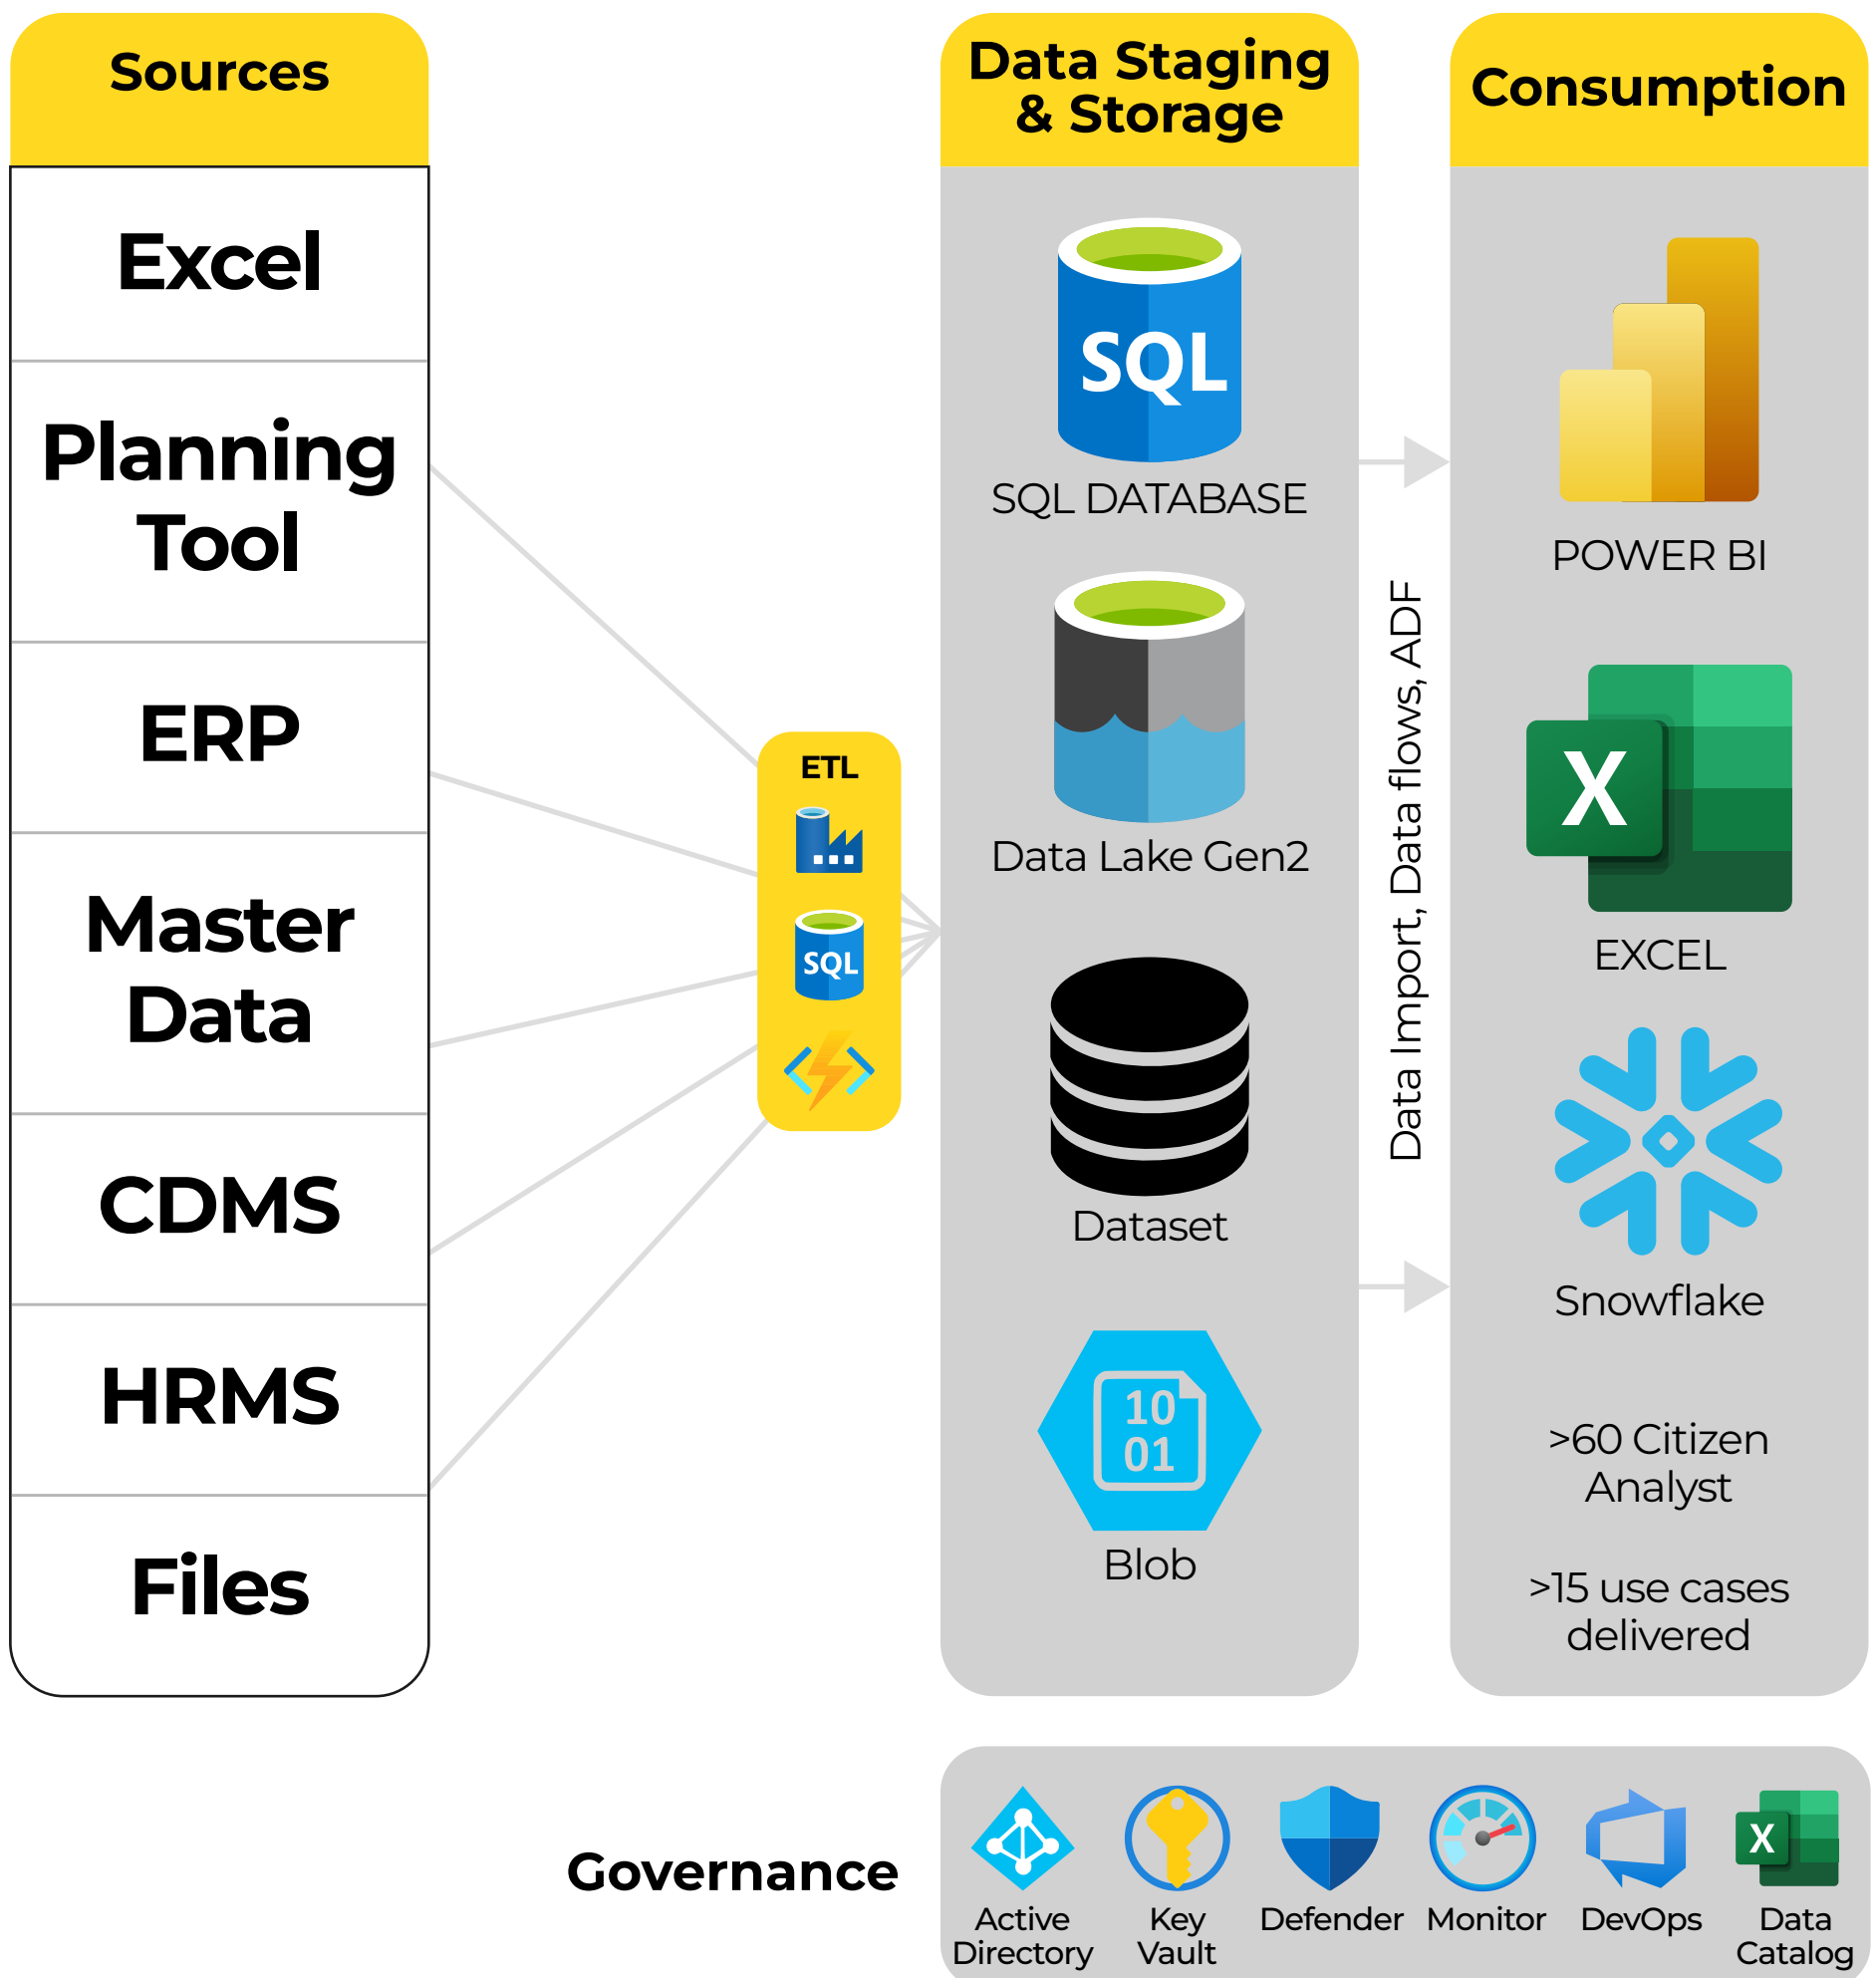 Sources
Excel
Planning
Tool
ERP
Master
Data
CDMS
HRMS
Files
ETL
SQL
Data Staging
& Storage
SQL
SQL DATABASE
Data Lake Gen2
Dataset
10
01
Blob
Data Import, Data flows, ADF
Consumption
POWER BI
X
EXCEL
Snowflake
>60 Citizen
Analyst
>15 use cases
delivered
Governance
Active
Directory
Key
Vault
Defender
Monitor
DevOps
X
Data
Catalog